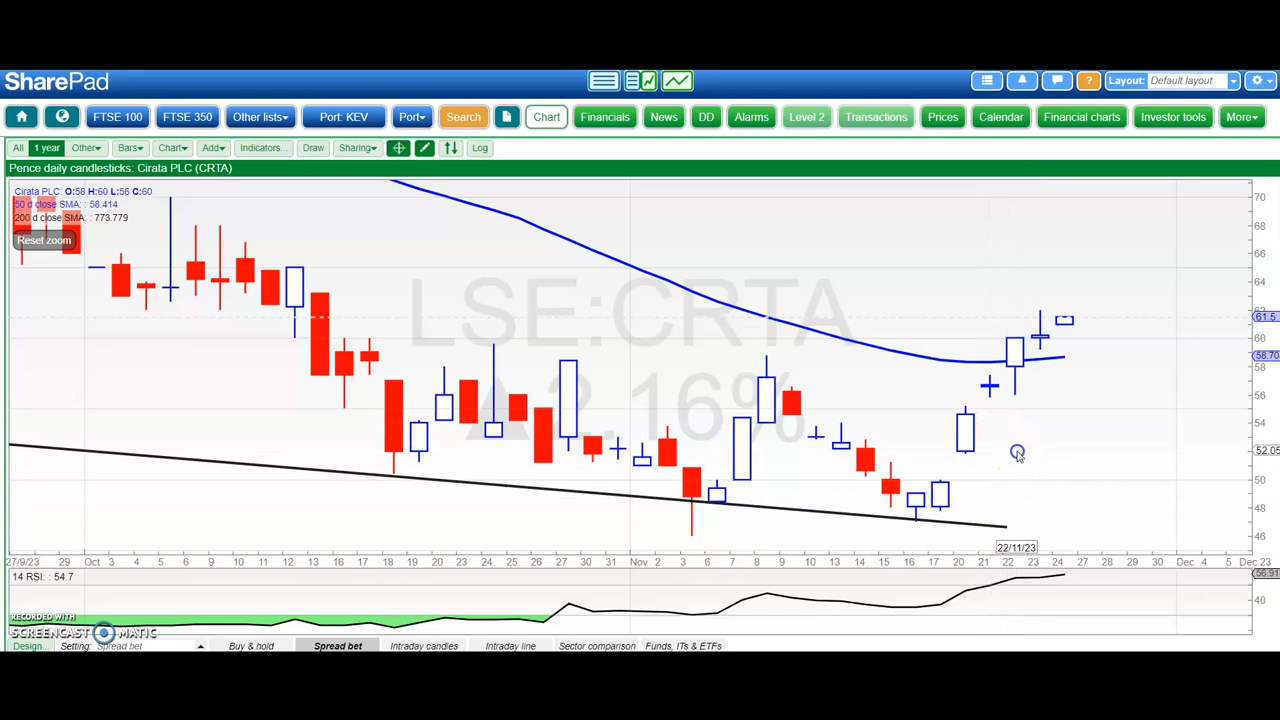 SharePad
Layout: Default layout
FTSE 100 FTSE 350 Other lists Port: KEV Port Search Chart Financials News DD Alarms Level 2 Transactions Prices Calendar Financial charts Investor tools More
All 1 year Other Bars Chart Indicators... Draw Sharing Log
Pence daily candlesticks: Cirata PLC (CRTA)
Cirata PLC: O:58 H:60 L:56 C:60
50 d close SMA: : 58.414
200 d close SMA: : 773.779
Reset zoom
LSE:CRTA
▲2.16%
70
68
66
64
61.5
60
58.70
58
56
54
52.05
50
48
46
22/11/23
27/9/23 29 Oct 3 4 5 6 9 10 11 12 13 16 17 18 19 20 23 24 25 26 27 30 31 Nov 2 3 6 7 8 9 10 13 14 15 16 17 20 21 22 23 24 27 28 29 30 Dec 4 5 Dec 23
14 RSI: : 54.7
56.91
40
RECORDED WITH
SCREENCAST MATIC
Design... Setting: Spread bet Buy & hold Spread bet Intraday candles Intraday line Sector comparison Funds, ITs & ETFs